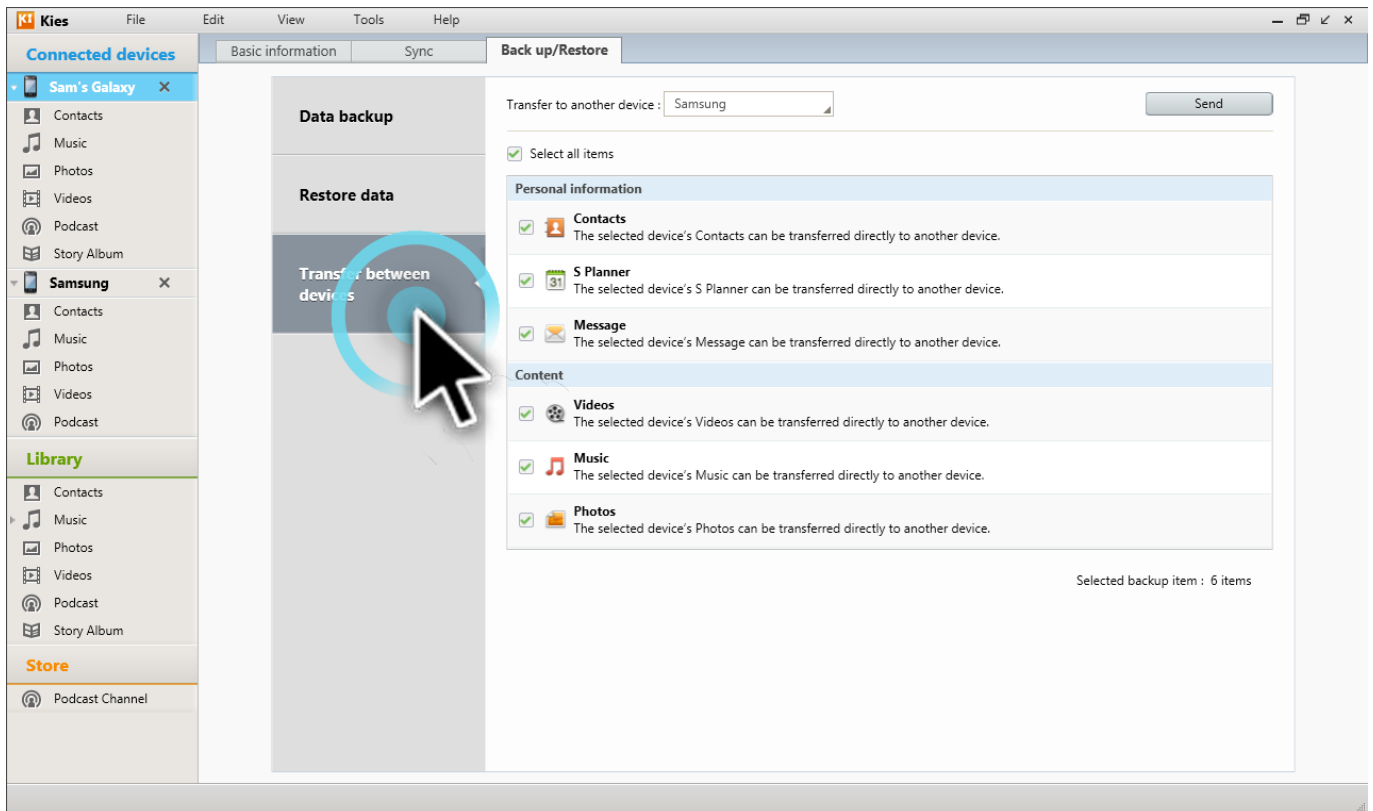 Kies File Edit View Tools Help
Connected devices
Basic information Sync Back up/Restore
Sam's Galaxy
Contacts
Music
Photos
Videos
Podcast
Story Album
Samsung
Contacts
Music
Photos
Videos
Podcast
Library
Contacts
Music
Photos
Videos
Podcast
Story Album
Store
Podcast Channel
Data backup
Restore data
Transfer between
devices
Transfer to another device : Samsung Send
Select all items
Personal information
Contacts
The selected device's Contacts can be transferred directly to another device.
31
S Planner
The selected device's S Planner can be transferred directly to another device.
Message
The selected device's Message can be transferred directly to another device.
Content
Videos
The selected device's Videos can be transferred directly to another device.
Music
The selected device's Music can be transferred directly to another device.
Photos
The selected device's Photos can be transferred directly to another device.
Selected backup item : 6 items